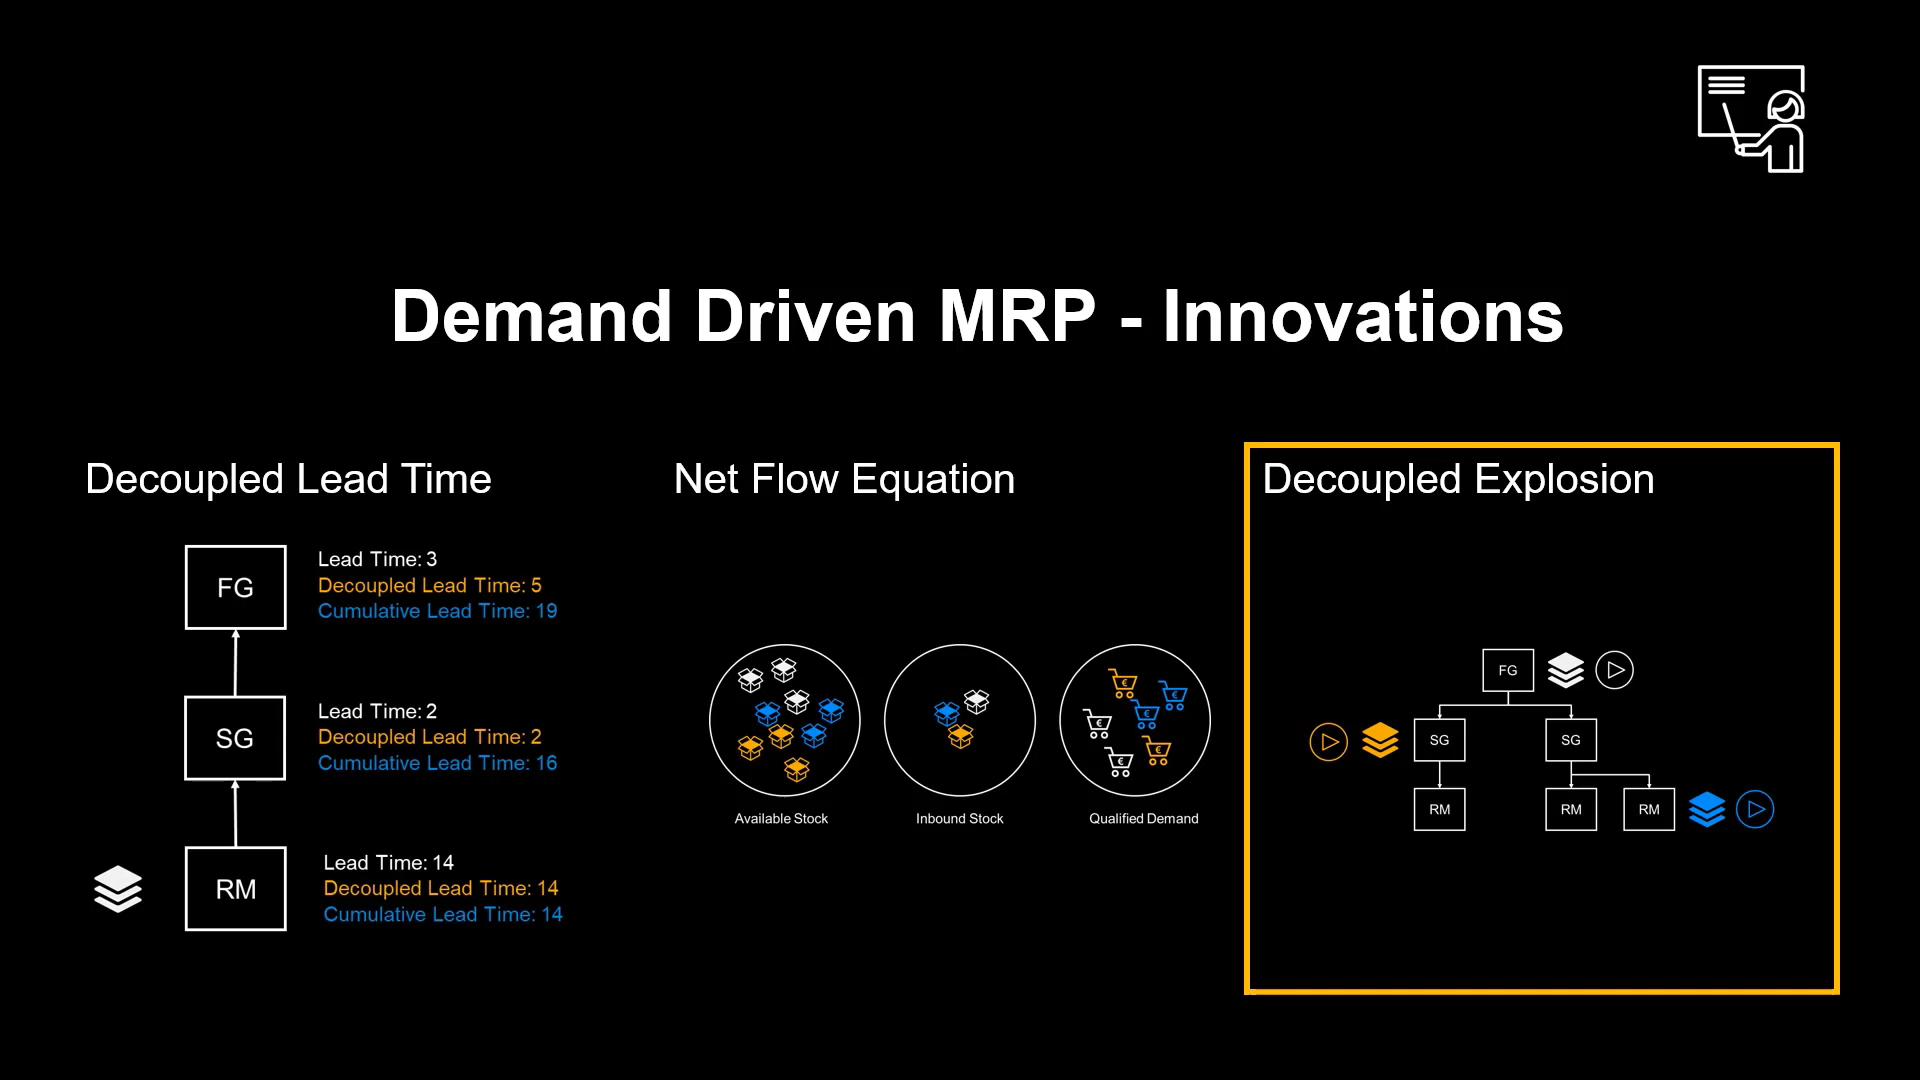 Demand Driven MRP - Innovations
Decoupled Lead Time
FG
Lead Time: 3
Decoupled Lead Time: 5
Cumulative Lead Time: 19
SG
Lead Time: 2
Decoupled Lead Time: 2
Cumulative Lead Time: 16
RM
Lead Time: 14
Decoupled Lead Time: 14
Cumulative Lead Time: 14
Net Flow Equation
€
€
€
€
€
€
Available Stock
Inbound Stock
Qualified Demand
Decoupled Explosion
FG
SG
SG
RM
RM
RM